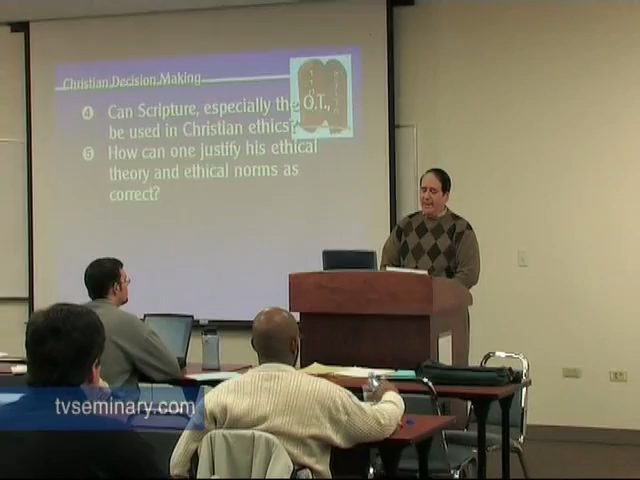 Christian Decision Making
4 Can Scripture, especially the O.T.,
be used in Christian ethics?
5 How can one justify his ethical
theory and ethical norms as
correct?
tvseminary.com